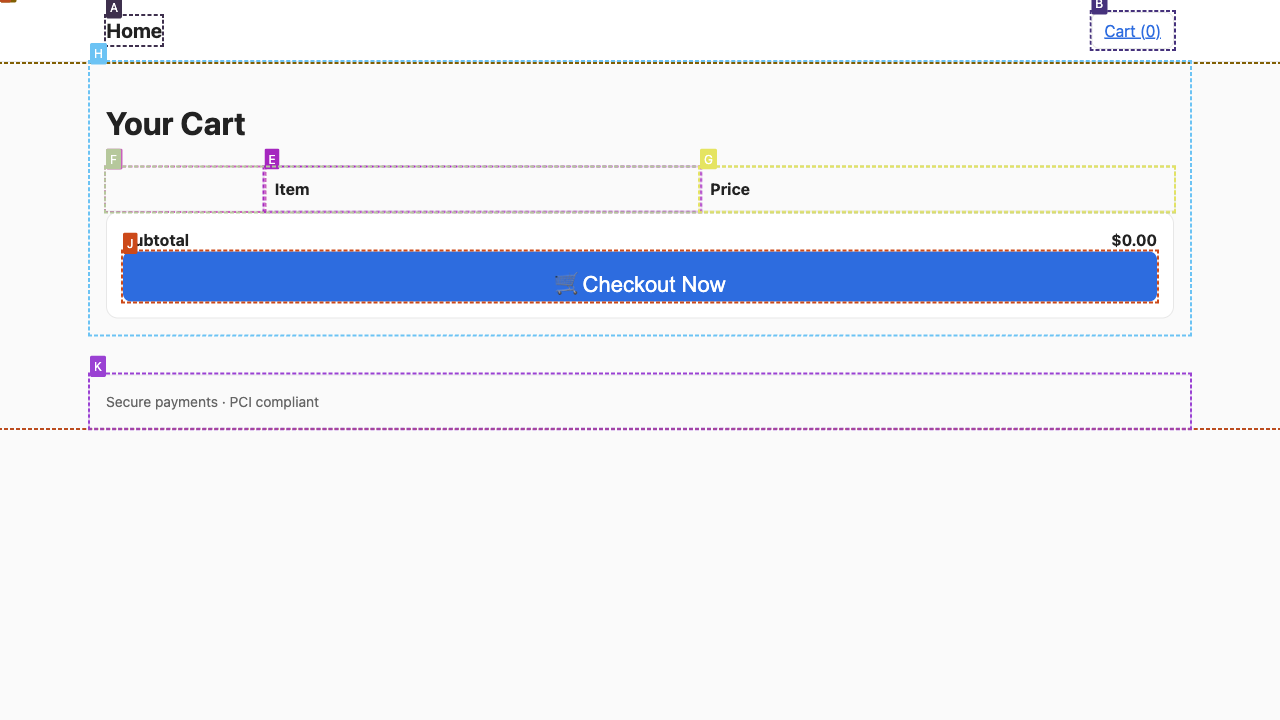 A
Home
B
Cart (0)
H
Your Cart
F
E
G
Item
Price
J
ubtotal
$0.00
🛒Checkout Now
K
Secure payments · PCI compliant